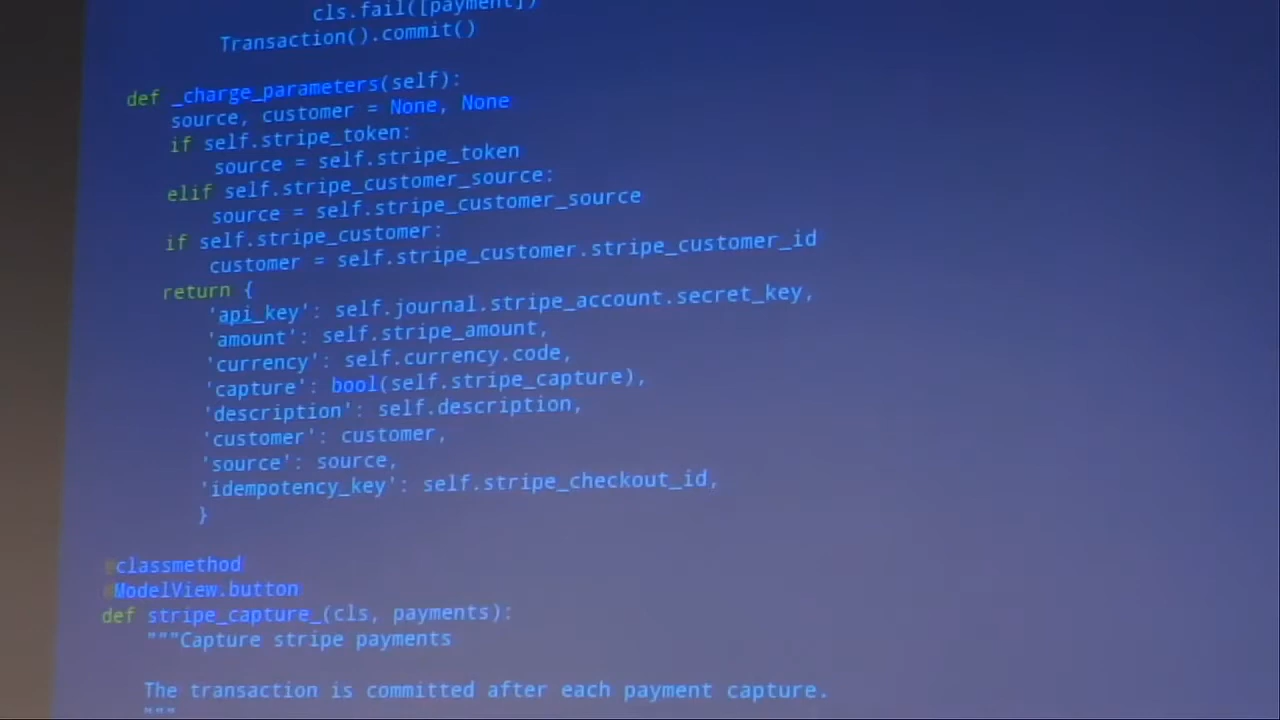 cls.fail([payment])
Transaction().commit()
def _charge_parameters(self):
source, customer = None, None
if self.stripe_token:
source = self.stripe_token
elif self.stripe_customer_source:
source = self.stripe_customer_source
if self.stripe_customer:
customer = self.stripe_customer.stripe_customer_id
return {
'api_key': self.journal.stripe_account.secret_key,
'amount': self.stripe_amount,
'currency': self.currency.code,
'capture': bool(self.stripe_capture),
'description': self.description,
'customer': customer,
'source': source,
'idempotency_key': self.stripe_checkout_id,
}
@classmethod
@ModelView.button
def stripe_capture_(cls, payments):
"""Capture stripe payments
The transaction is committed after each payment capture.
"""